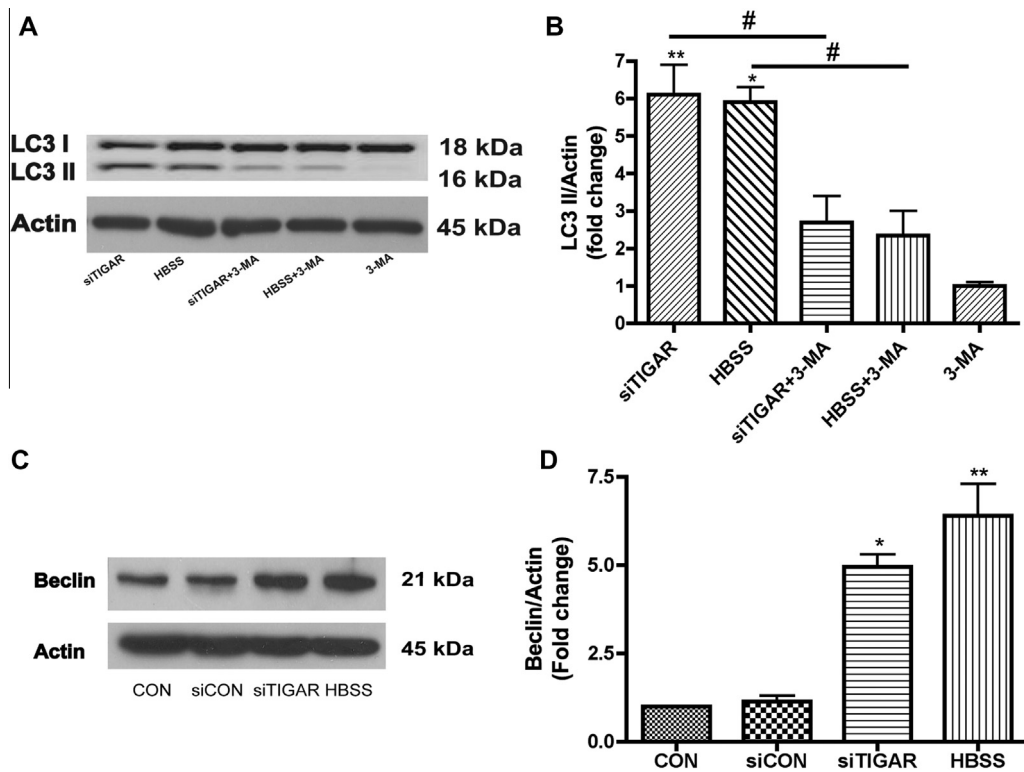 A
LC3 I
LC3 II
18 kDa
16 kDa
Actin
45 kDa
siTIGAR
HBSS
siTIGAR+3-MA
HBSS+3-MA
3-MA
B
#
#
**
*
LC3 II/Actin
(fold change)
7
6
5
4
3
2
1
0
siTIGAR
HBSS
siTIGAR+3-MA
HBSS+3-MA
3-MA
C
Beclin
21 kDa
Actin
45 kDa
CON siCON siTIGAR HBSS
D
Beclin/Actin
(Fold change)
7.5
5.0
2.5
0.0
*
**
CON siCON siTIGAR HBSS